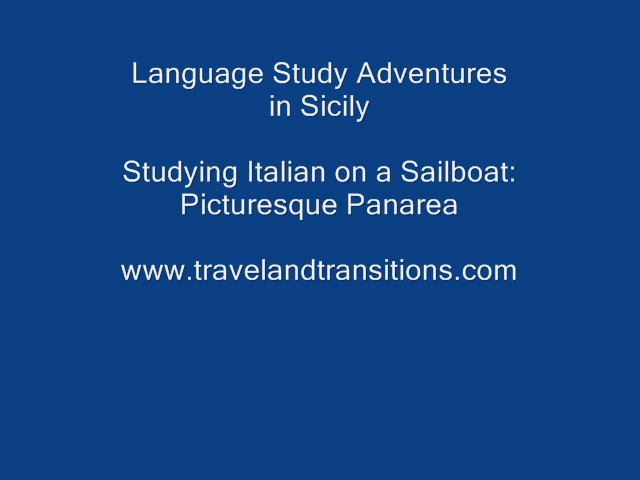 Language Study Adventures
in Sicily
Studying Italian on a Sailboat:
Picturesque Panarea
www.travelandtransitions.com